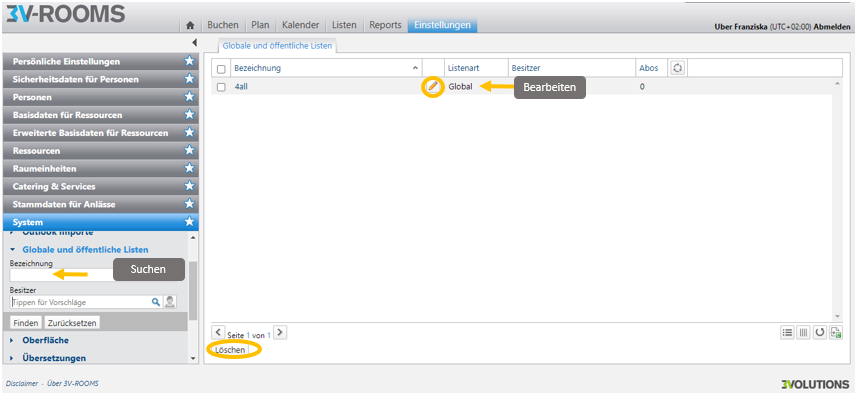 3V-ROOMS
Buchen Plan Kalender Listen Reports Einstellungen
Uber Franziska (UTC+02:00) Abmelden
Globale und öffentliche Listen
Persönliche Einstellungen
Sicherheitsdaten für Personen
Personen
Basisdaten für Ressourcen
Erweiterte Basisdaten für Ressourcen
Ressourcen
Raumeinheiten
Catering & Services
Stammdaten für Anlässe
System
Outlook Importe
Globale und öffentliche Listen
Bezeichnung
Suchen
Besitzer
Tippen für Vorschläge
Finden Zurücksetzen
Oberfläche
Übersetzungen
Bezeichnung Listenart Besitzer Abos
4all Global 0
Bearbeiten
Seite 1 von 1
Löschen
Disclaimer - Über 3V-ROOMS
3VOLUTIONS